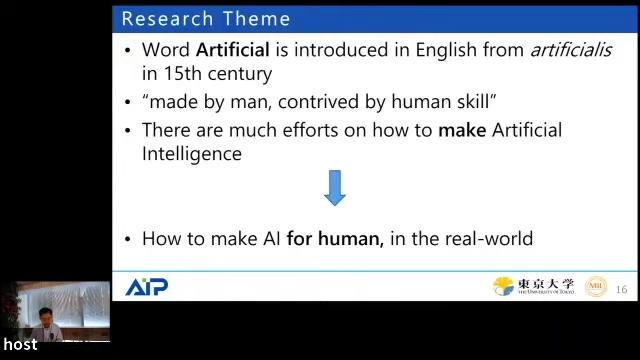 Research Theme
• Word Artificial is introduced in English from artificialis
in 15th century
• “made by man, contrived by human skill”
• There are much efforts on how to make Artificial
Intelligence
• How to make AI for human, in the real-world
AIP
東京大学
THE UNIVERSITY OF TOKYO
MIL
16
host